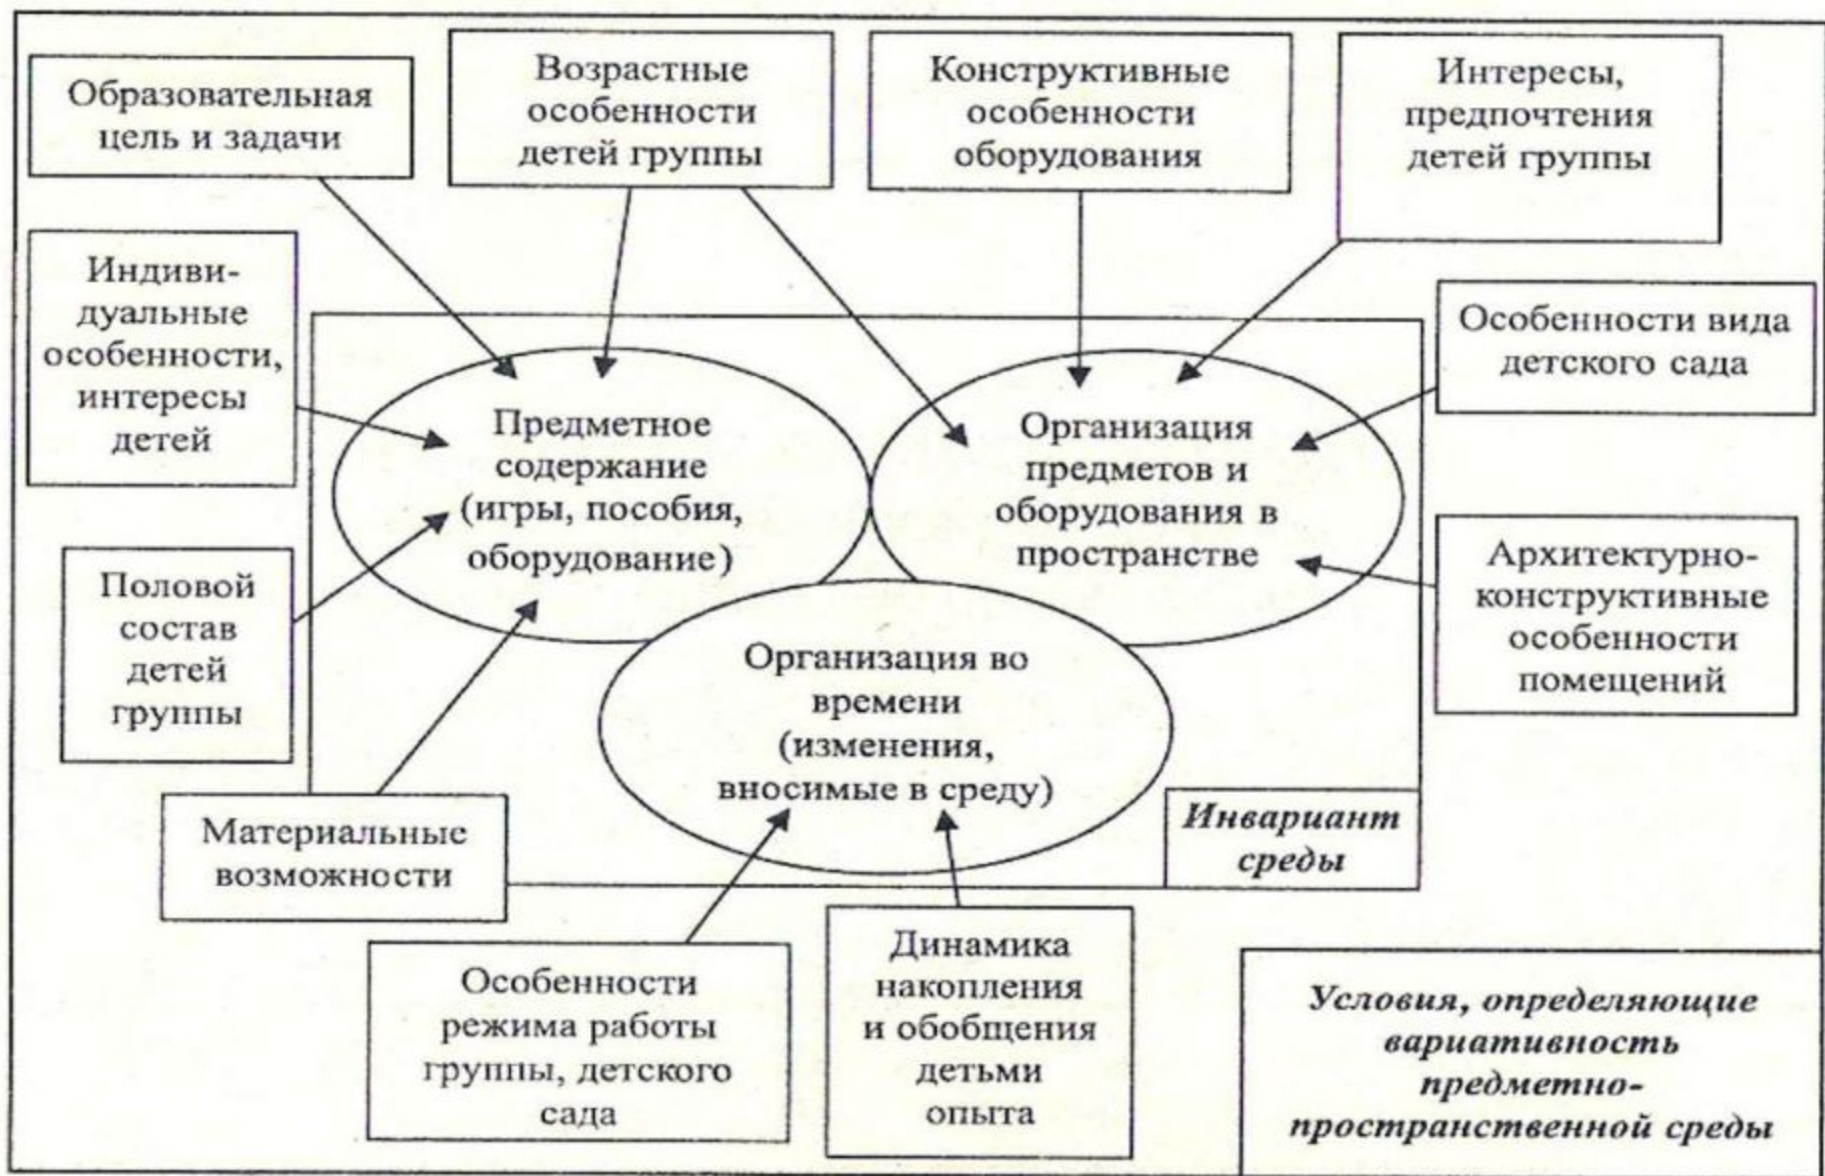 Образовательная
цель и задачи
Возрастные
особенности
детей группы
Конструктивные
особенности
оборудования
Интересы,
предпочтения
детей группы
Индиви-
дуальные
особенности,
интересы
детей
Особенности вида
детского сада
Предметное
содержание
(игры, пособия,
оборудование)
Организация
предметов и
оборудования в
пространстве
Половой
состав
детей
группы
Архитектурно-
конструктивные
особенности
помещений
Организация во
времени
(изменения,
вносимые в среду)
Материальные
возможности
Инвариант
среды
Особенности
режима работы
группы, детского
сада
Динамика
накопления
и обобщения
детьми
опыта
Условия, определяющие
вариативность
предметно-
пространственной среды